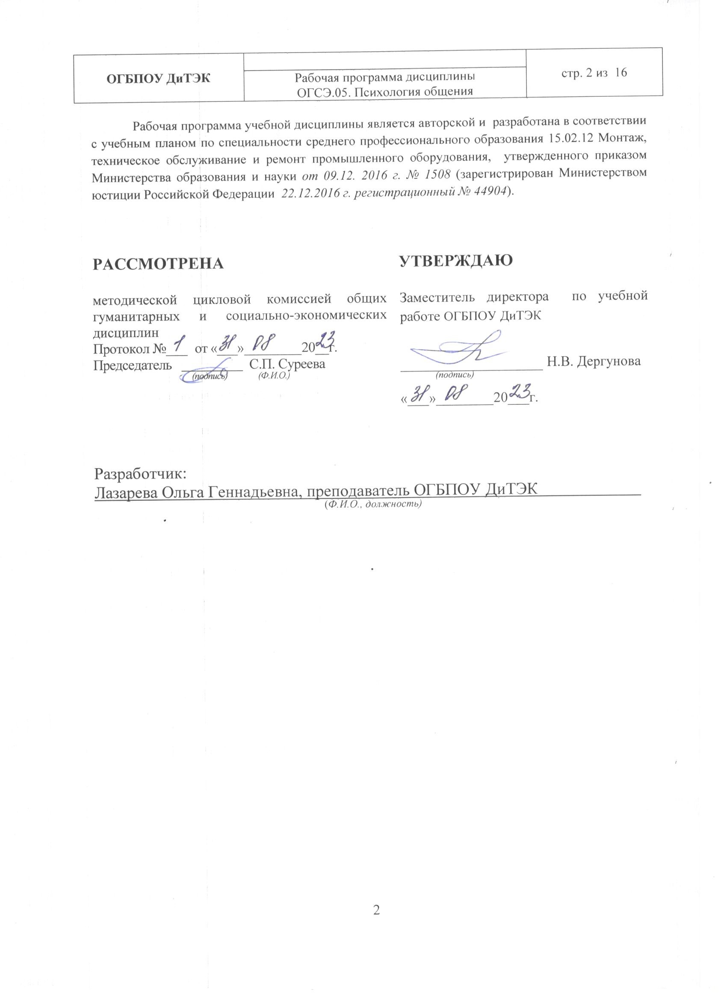 ОГБПОУ ДиТЭК
Рабочая программа дисциплины
ОГСЭ.05. Психология общения
стр. 2 из 16
Рабочая программа учебной дисциплины является авторской и разработана в соответствии
с учебным планом по специальности среднего профессионального образования 15.02.12 Монтаж,
техническое обслуживание и ремонт промышленного оборудования, утвержденного приказом
Министерства образования и науки от 09.12. 2016 г. № 1508 (зарегистрирован Министерством
юстиции Российской Федерации 22.12.2016 г. регистрационный № 44904).
РАССМОТРЕНА
методической цикловой комиссией общих
гуманитарных и социально-экономических
дисциплин
Протокол № 1 от «31» 08 2023г.
Председатель С.П. Суреева
(подпись) (Ф.И.О.)
УТВЕРЖДАЮ
Заместитель директора по учебной
работе ОГБПОУ ДиТЭК
Н.В. Дергунова
(подпись)
«31» 08 2023г.
Разработчик:
Лазарева Ольга Геннадьевна, преподаватель ОГБПОУ ДиТЭК
(Ф.И.О., должность)
2